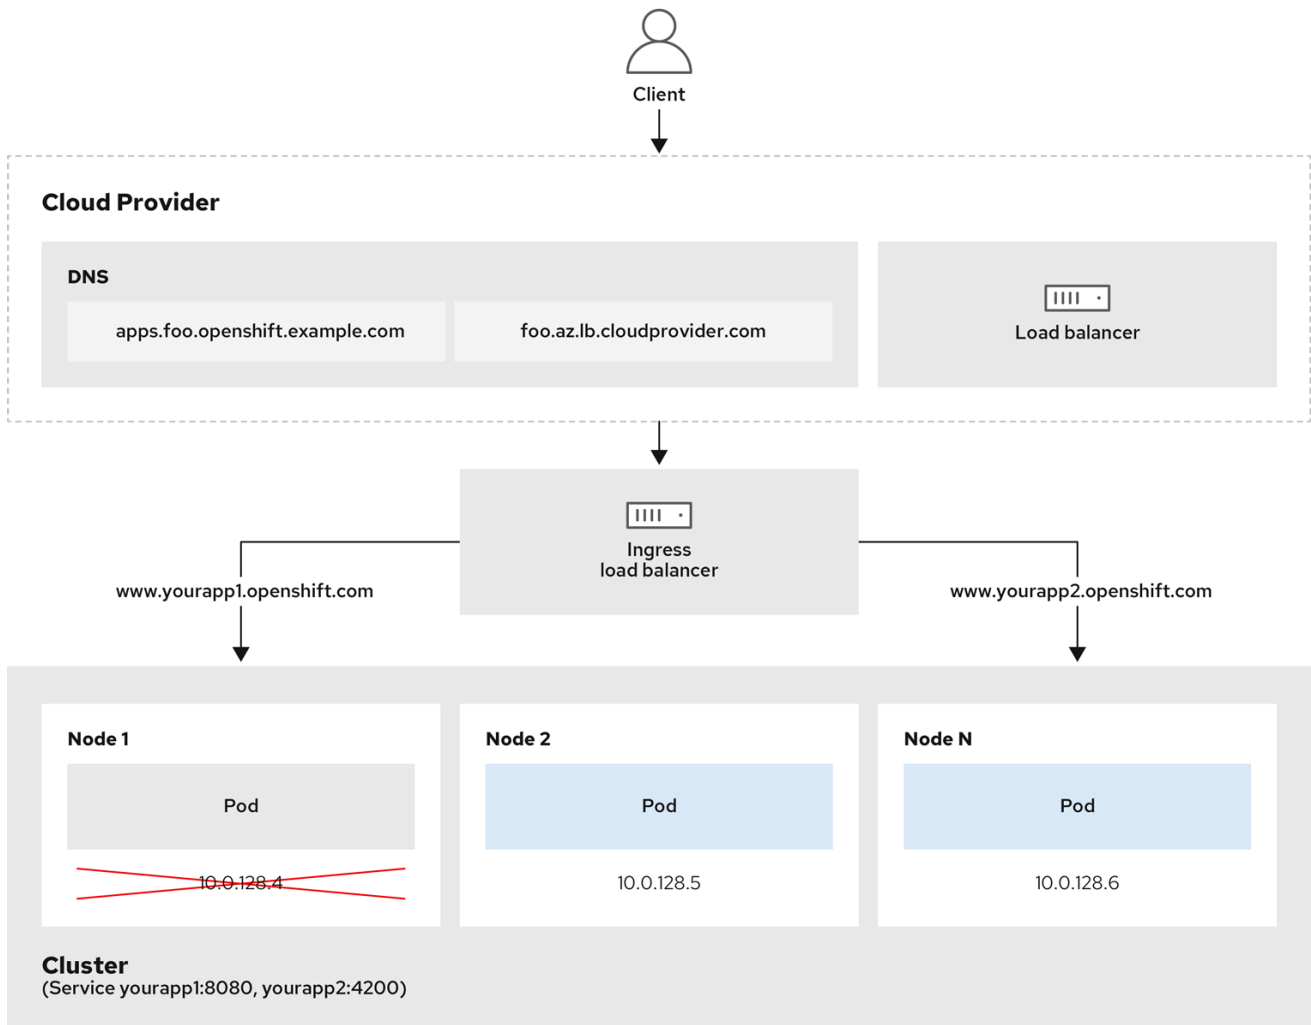 Client
Cloud Provider
DNS
apps.foo.openshift.example.com
foo.az.lb.cloudprovider.com
Load balancer
Ingress
load balancer
www.yourapp1.openshift.com
www.yourapp2.openshift.com
Node 1
Pod
10.0.128.4
Node 2
Pod
10.0.128.5
Node N
Pod
10.0.128.6
Cluster
(Service yourapp1:8080, yourapp2:4200)